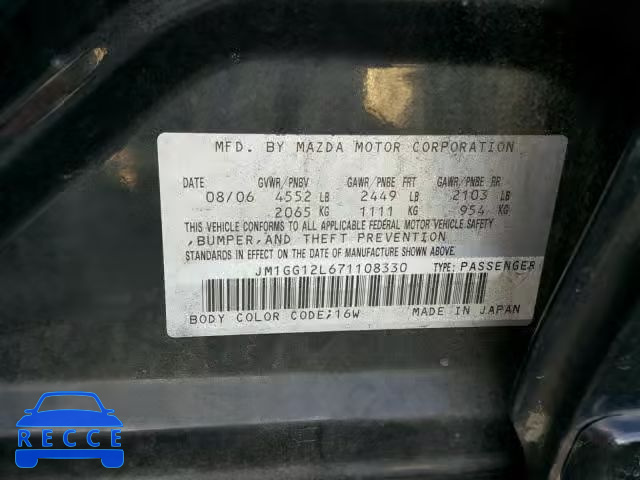 MFD. BY MAZDA MOTOR CORPORATION
DATE GVWR/PNBV GAWR/PNBE FRT GAWR/PNBE RR
08/06 4552 LB 2449 LB 2103 LB
2065 KG 1111 KG 954 KG
THIS VEHICLE CONFORMS TO ALL APPLICABLE FEDERAL MOTOR VEHICLE SAFETY
,BUMPER,AND THEFT PREVENTION
STANDARDS IN EFFECT ON THE DATE OF MANUFACTURE SHOWN ABOVE.
JM1GG12L671108330 TYPE: PASSENGER
BODY COLOR CODE;16W MADE IN JAPAN
RECCE